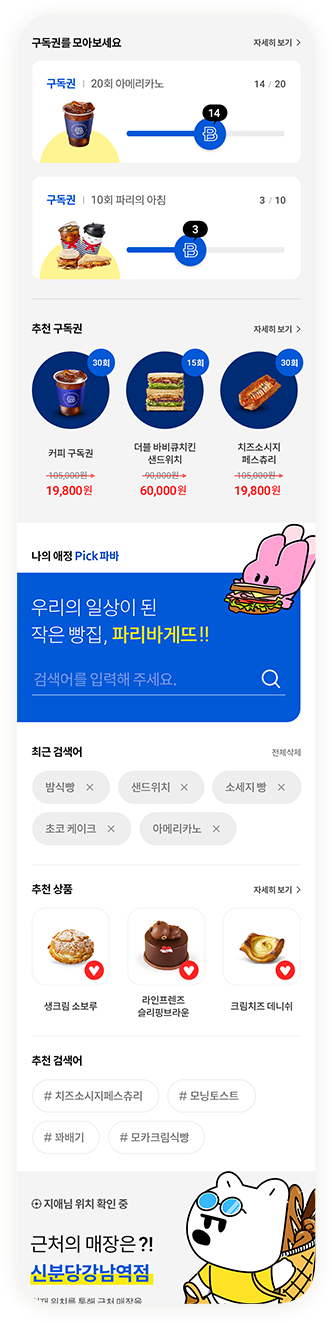 구독권를 모아보세요 자세히 보기
구독권 20회 아메리카노 14 / 20
14
구독권 10회 파리의 아침 3 / 10
3
추천 구독권 자세히 보기
30회 15회 30회
커피 구독권
더블 바비큐치킨
샌드위치
치즈소시지
페스츄리
105,000원 90,000원 105,000원
19,800원 60,000원 19,800원
나의 애정 Pick 파바
우리의 일상이 된
작은 빵집, 파리바게뜨!!
검색어를 입력해 주세요.
최근 검색어 전체삭제
밤식빵 샌드위치 소세지 빵
초코 케이크 아메리카노
추천 상품 자세히 보기
생크림 소보루
라인프렌즈
슬리핑브라운
크림치즈 데니쉬
추천 검색어
# 치즈소시지페스츄리 # 모닝토스트
# 꽈배기 # 모카크림식빵
지애님 위치 확인 중
근처의 매장은?!
신분당강남역점